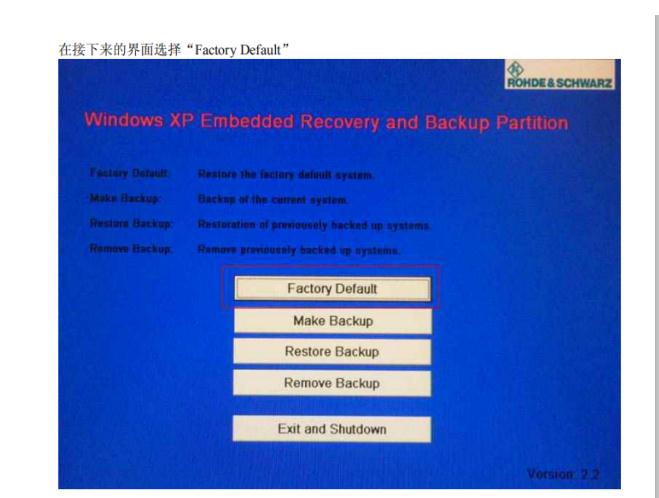 在接下来的界面选择“Factory Default”
ROHDE & SCHWARZ
Windows XP Embedded Recovery and Backup Partition
Factory Default: Restore the factory default system.
Make Backup: Backup of the current system.
Restore Backup: Restoration of previousely backed up systems.
Remove Backup: Remove previousely backed up systems.
Factory Default
Make Backup
Restore Backup
Remove Backup
Exit and Shutdown
Version: 2.2